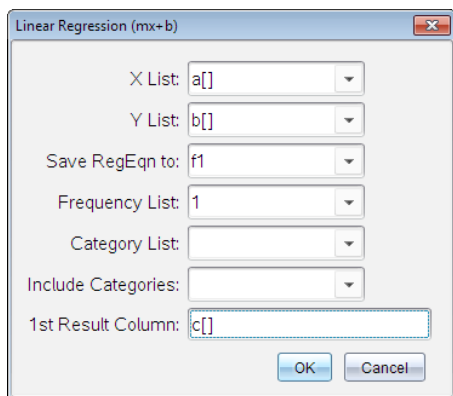 Linear Regression (mx+b)
X List: a[]
Y List: b[]
Save RegEqn to: f1
Frequency List: 1
Category List:
Include Categories:
1st Result Column: c[]
OK Cancel